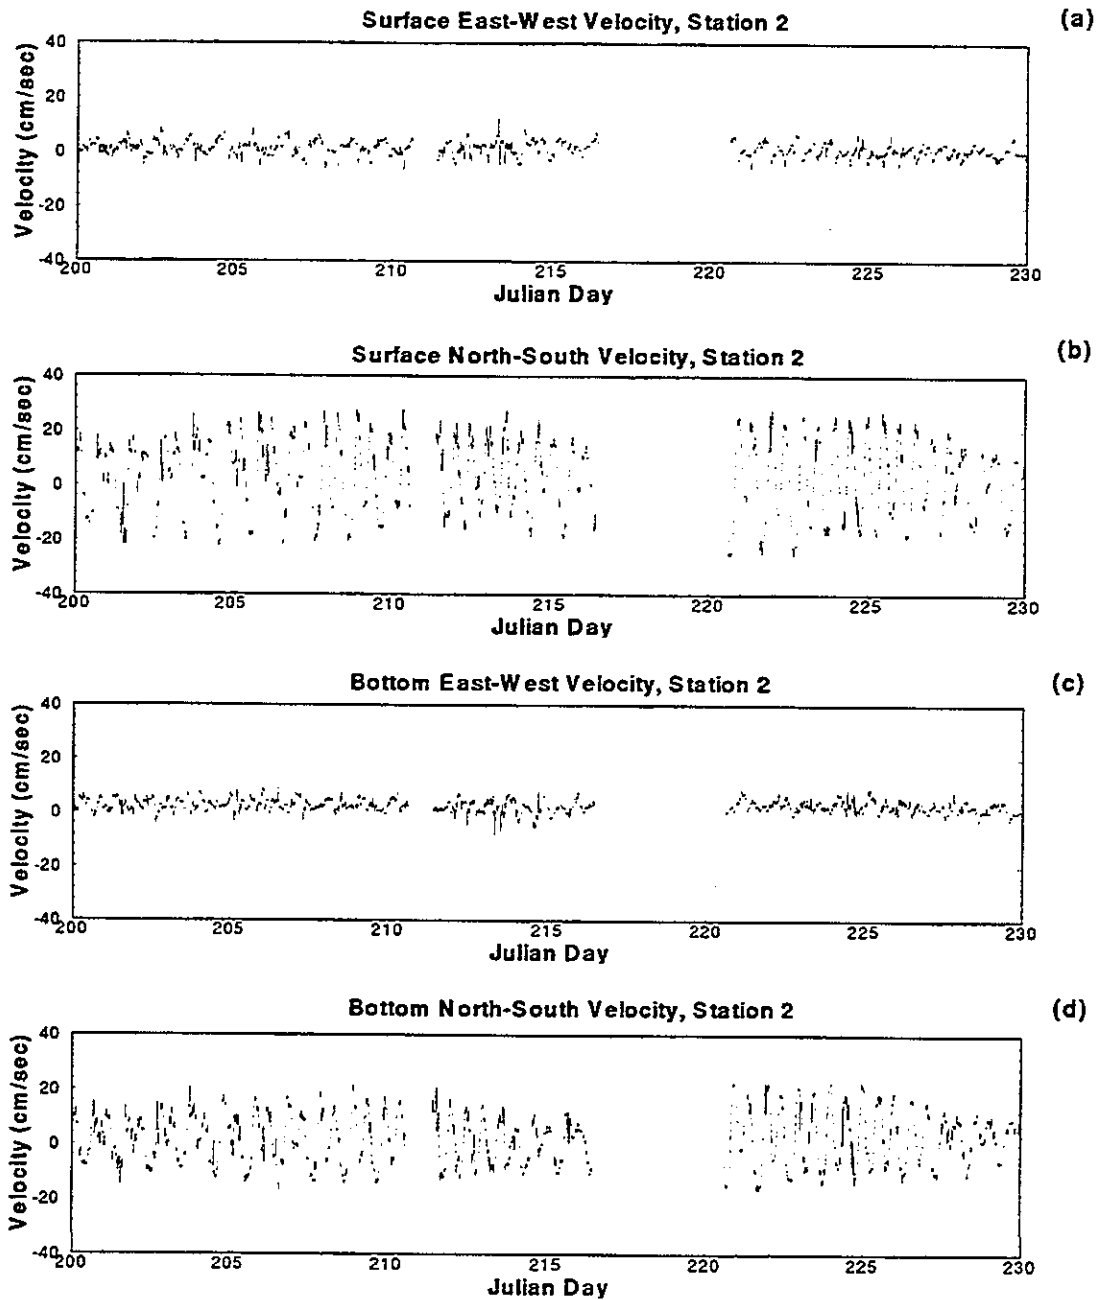 Surface East-West Velocity, Station 2
(a)
Velocity (cm/sec)
40
20
0
-20
-40
200 205 210 215 220 225 230
Julian Day
Surface North-South Velocity, Station 2
(b)
Velocity (cm/sec)
40
20
0
-20
-40
200 205 210 215 220 225 230
Julian Day
Bottom East-West Velocity, Station 2
(c)
Velocity (cm/sec)
40
20
0
-20
-40
200 205 210 215 220 225 230
Julian Day
Bottom North-South Velocity, Station 2
(d)
Velocity (cm/sec)
40
20
0
-20
-40
200 205 210 215 220 225 230
Julian Day